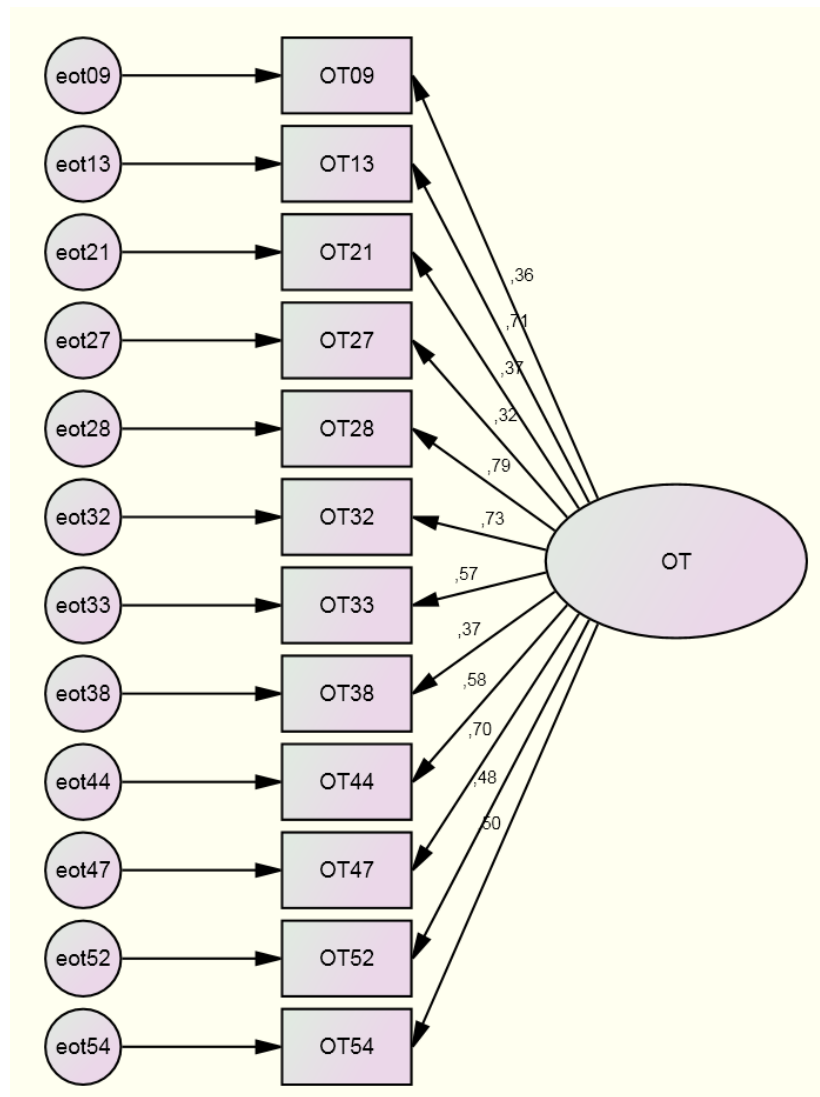 eot09 OT09
eot13 OT13
eot21 OT21
,36
,71
eot27 OT27
,37
,32
eot28 OT28
,79
eot32 OT32
,73
OT
,57
eot33 OT33
,37
eot38 OT38
,58
,70
eot44 OT44
,48
,50
eot47 OT47
eot52 OT52
eot54 OT54